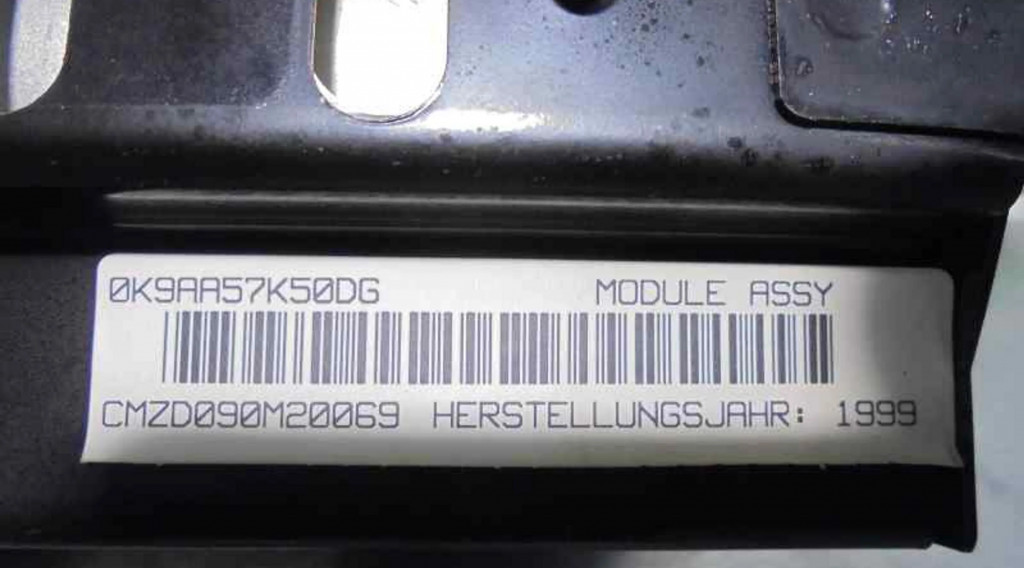 0K9AA57K50DG MODULE ASSY
CMZD090M20069 HERSTELLUNGSJAHR: 1999